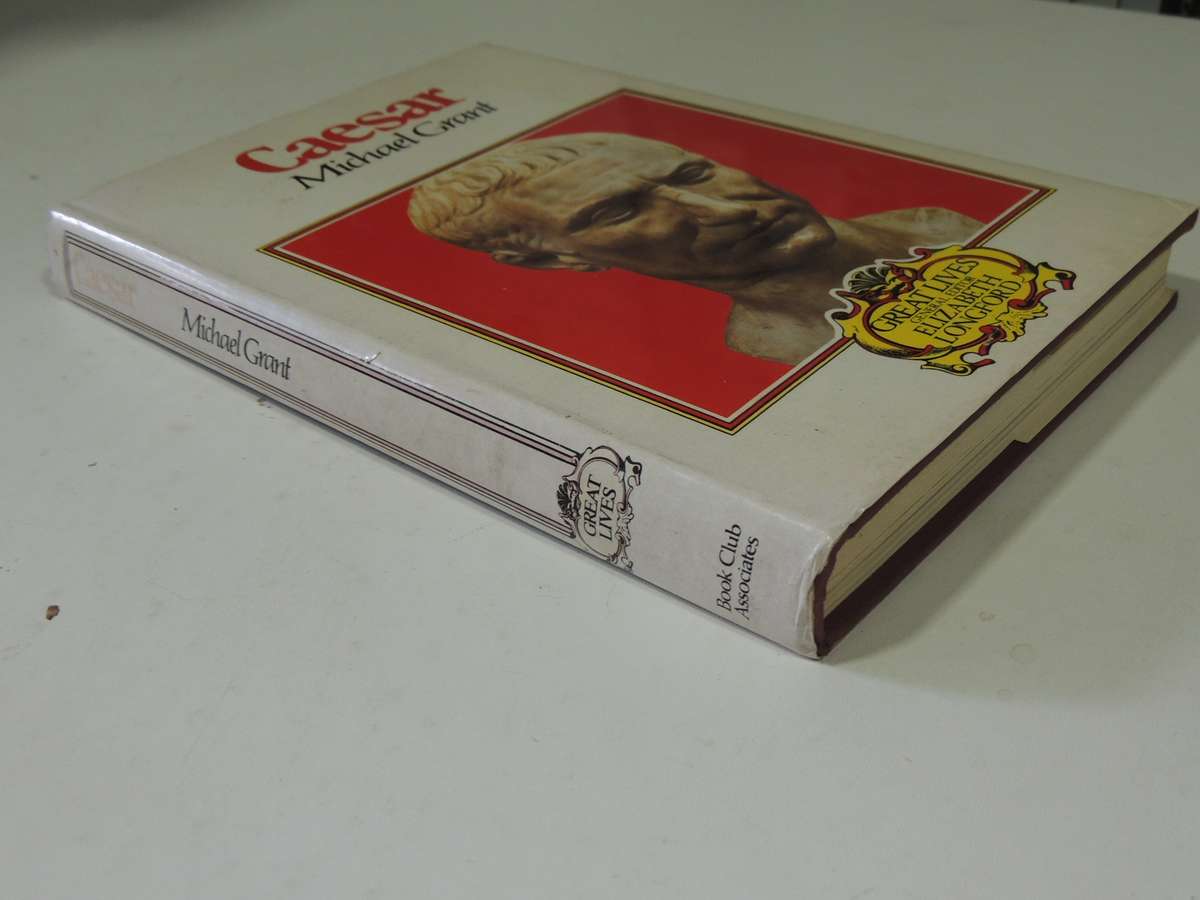 Caesar
Michael Grant
GREAT LIVES
GENERAL EDITOR
ELIZABETH
LONGFORD
Caesar
Michael Grant
GREAT
LIVES
Book Club
Associates